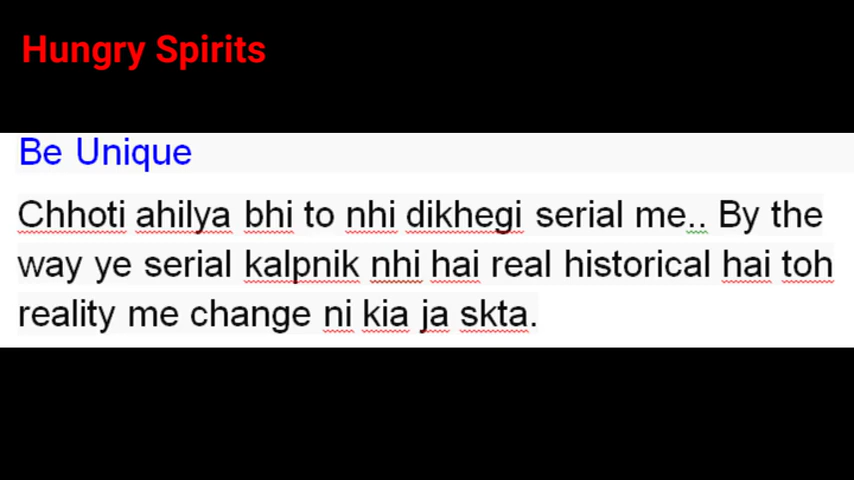 Hungry Spirits
Be Unique
Chhoti ahilya bhi to nhi dikhegi serial me.. By the
way ye serial kalpnik nhi hai real historical hai toh
reality me change ni kia ja skta.